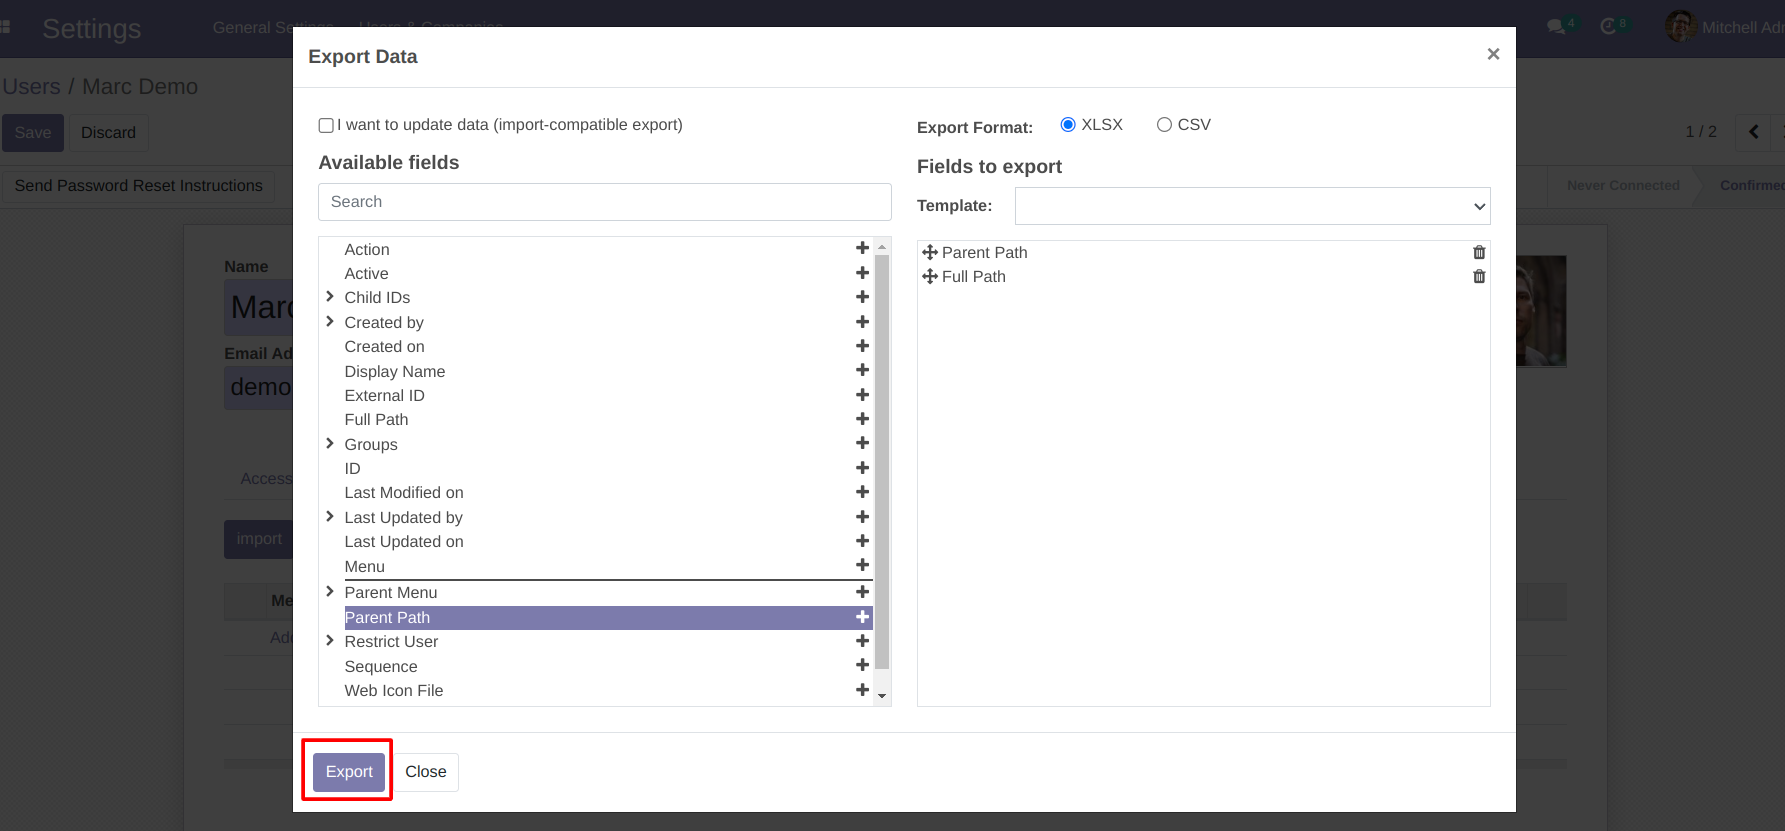 Settings
General Settings Users & Companies
4
8
Mitchell Adm
Export Data
×
Users / Marc Demo
Save
Discard
1 / 2
Send Password Reset Instructions
Never Connected
Confirmed
I want to update data (import-compatible export)
Export Format:
XLSX
CSV
Available fields
Search
Fields to export
Template:
Action
Active
Child IDs
Created by
Created on
Display Name
External ID
Full Path
Groups
ID
Last Modified on
Last Updated by
Last Updated on
Menu
Parent Menu
Parent Path
Restrict User
Sequence
Web Icon File
Parent Path
Full Path
Name
Marc
Email Ad
demo
Access
import
Me
Add
Export
Close